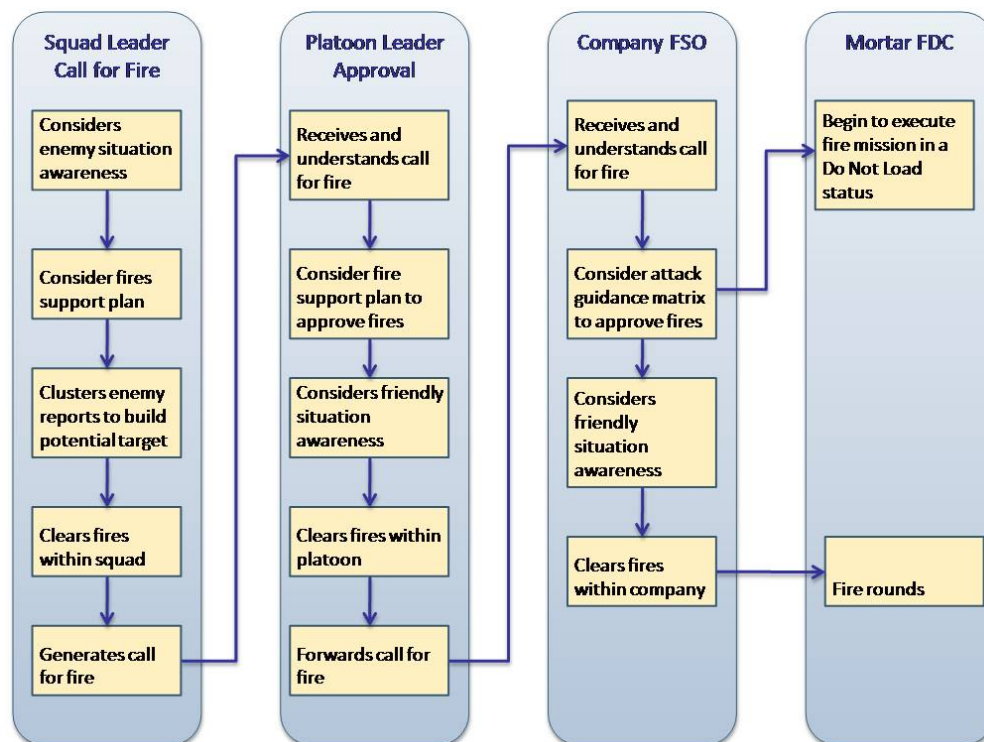 Squad Leader
Call for Fire
Considers
enemy situation
awareness
Consider fires
support plan
Clusters enemy
reports to build
potential target
Clears fires
within squad
Generates call
for fire
Platoon Leader
Approval
Receives and
understands call
for fire
Consider fire
support plan to
approve fires
Considers friendly
situation
awareness
Clears fires within
platoon
Forwards call for
fire
Company FSO
Receives and
understands call
for fire
Consider attack
guidance matrix
to approve fires
Considers
friendly
situation
awareness
Clears fires
within company
Mortar FDC
Begin to execute
fire mission in a
Do Not Load
status
Fire rounds